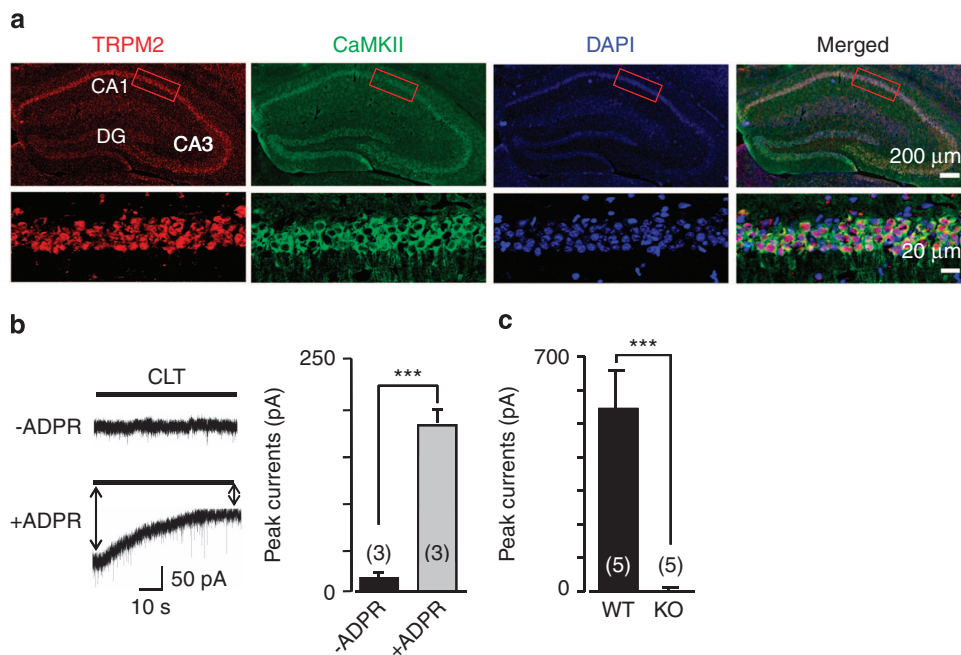 a
TRPM2 CaMKII DAPI Merged
CA1
DG
CA3
200 µm
20 µm
b
CLT
-ADPR
+ADPR
50 pA
10 s
Peak currents (pA)
250
0
***
(3) (3)
-ADPR +ADPR
c
Peak currents (pA)
700
0
***
(5) (5)
WT KO